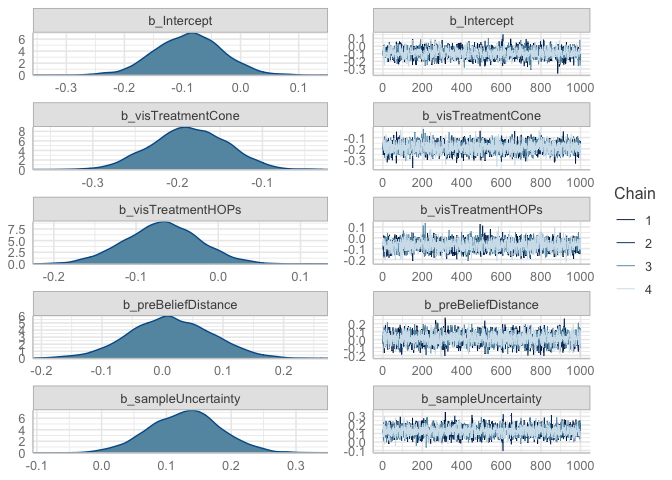 b_Intercept
6
4
2
0
-0.3 -0.2 -0.1 0.0 0.1
b_Intercept
0.1
0.0
-0.1
-0.2
-0.3
0 200 400 600 800 1000
b_visTreatmentCone
8
6
4
2
0
-0.3 -0.2 -0.1
b_visTreatmentCone
-0.1
-0.2
-0.3
0 200 400 600 800 1000
b_visTreatmentHOPs
7.5
5.0
2.5
0.0
-0.2 -0.1 0.0 0.1
b_visTreatmentHOPs
0.1
0.0
-0.1
-0.2
0 200 400 600 800 1000
b_preBeliefDistance
6
5
4
3
2
1
0
-0.2 -0.1 0.0 0.1 0.2
b_preBeliefDistance
0.2
0.1
0.0
-0.1
-0.2
0 200 400 600 800 1000
b_sampleUncertainty
6
4
2
0
-0.1 0.0 0.1 0.2 0.3
b_sampleUncertainty
0.3
0.2
0.1
0.0
-0.1
0 200 400 600 800 1000
Chain
1
2
3
4